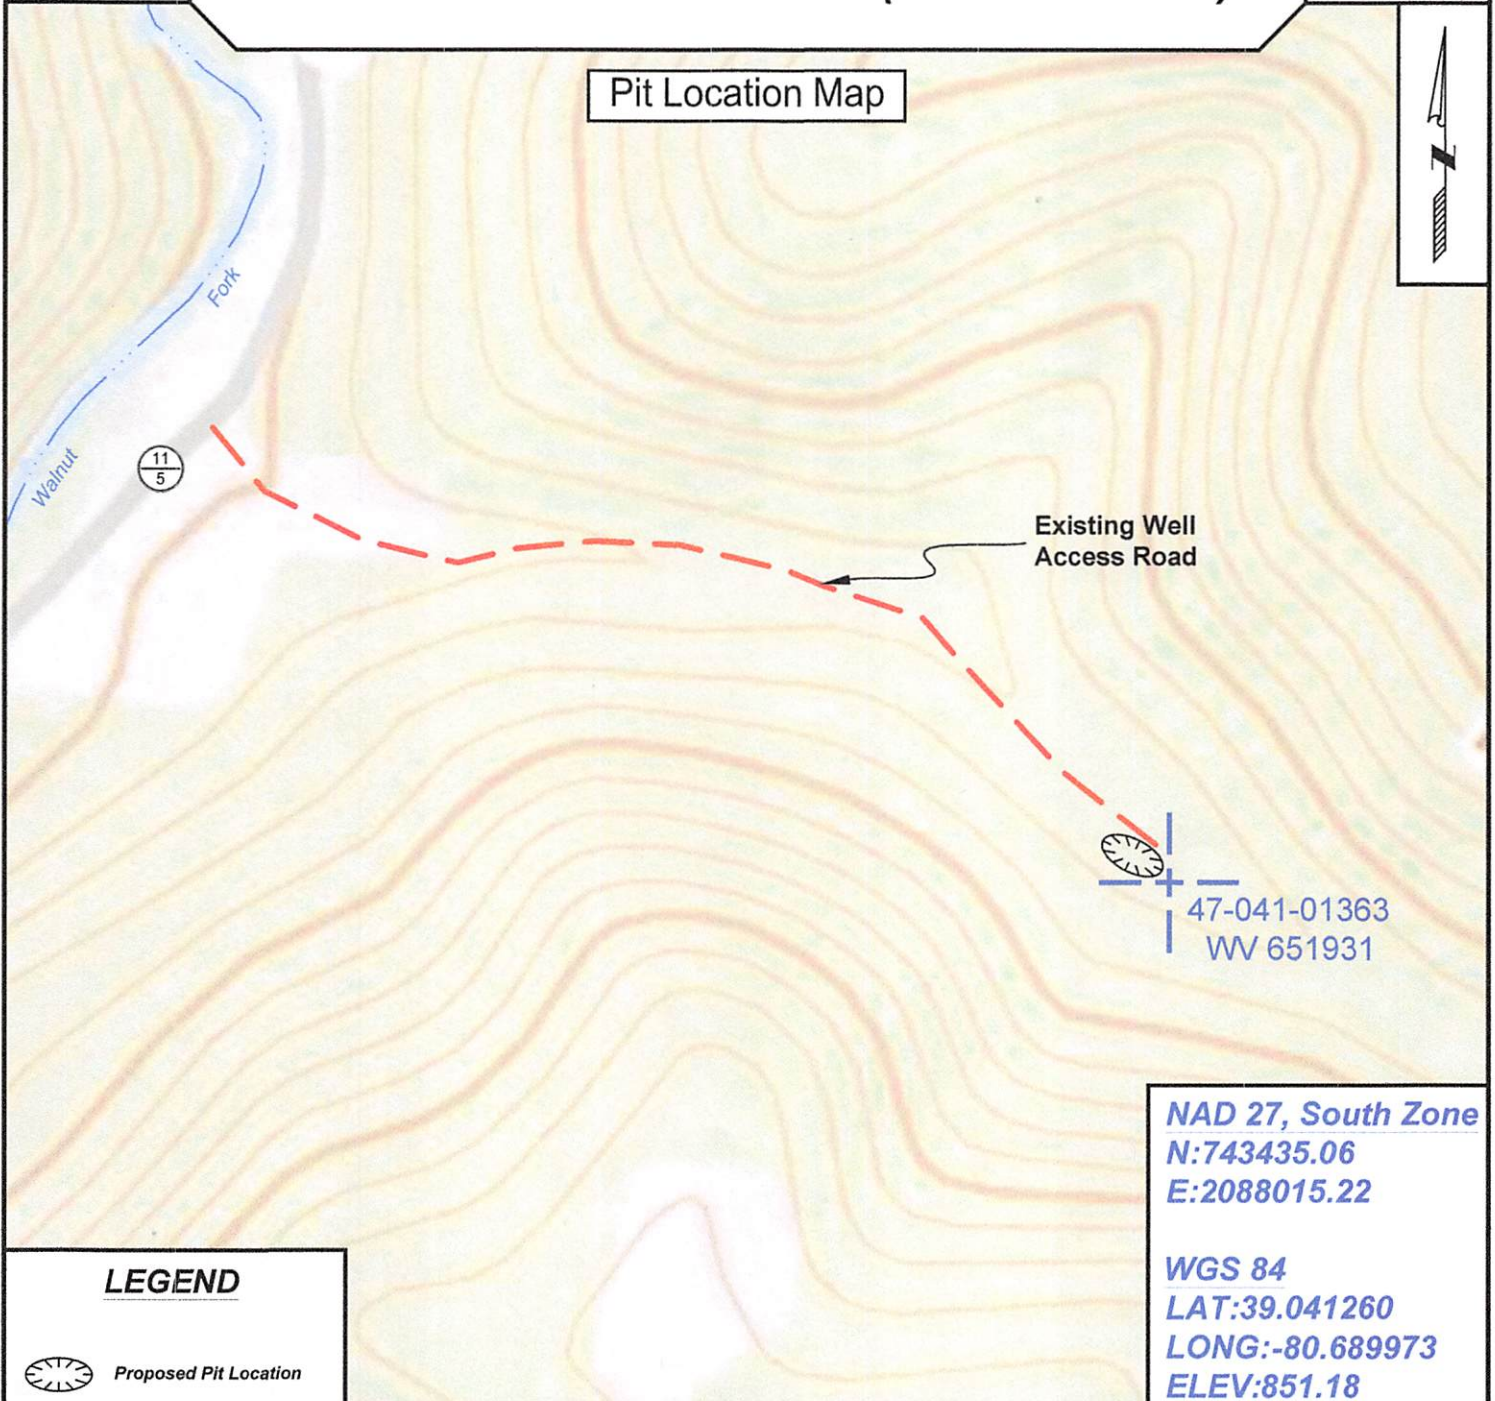 Pit Location Map
N
Fork
Walnut
11
5
Existing Well
Access Road
47-041-01363
WV 651931
NAD 27, South Zone
N:743435.06
E:2088015.22
WGS 84
LAT:39.041260
LONG:-80.689973
ELEV:851.18
LEGEND
Proposed Pit Location